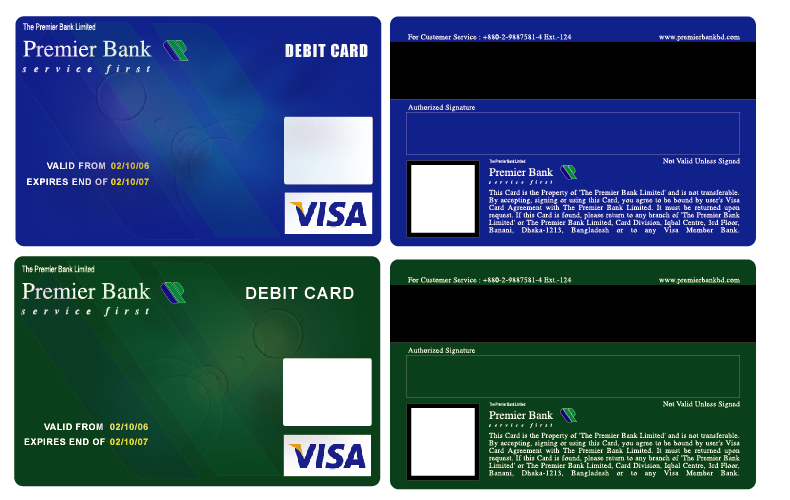 The Premier Bank Limited
Premier Bank
service first
DEBIT CARD
VALID FROM 02/10/06
EXPIRES END OF 02/10/07
VISA
For Customer Service : +880-2-9887581-4 Ext.-124 www.premierbankbd.com
Authorized Signature
Not Valid Unless Signed
The Premier Bank Limited
Premier Bank
service first
This Card is the Property of 'The Premier Bank Limited' and is not transferable.
By accepting, signing or using this Card, you agree to be bound by user's Visa
Card Agreement with The Premier Bank Limited. It must be returned upon
request. If this Card is found, please return to any branch of 'The Premier Bank
Limited' or The Premier Bank Limited, Card Division, Iqbal Centre, 3rd Floor,
Banani, Dhaka-1213, Bangladesh or to any Visa Member Bank.
The Premier Bank Limited
Premier Bank
service first
DEBIT CARD
VALID FROM 02/10/06
EXPIRES END OF 02/10/07
VISA
For Customer Service : +880-2-9887581-4 Ext.-124 www.premierbankbd.com
Authorized Signature
Not Valid Unless Signed
The Premier Bank Limited
Premier Bank
service first
This Card is the Property of 'The Premier Bank Limited' and is not transferable.
By accepting, signing or using this Card, you agree to be bound by user's Visa
Card Agreement with The Premier Bank Limited. It must be returned upon
request. If this Card is found, please return to any branch of 'The Premier Bank
Limited' or The Premier Bank Limited, Card Division, Iqbal Centre, 3rd Floor,
Banani, Dhaka-1213, Bangladesh or to any Visa Member Bank.